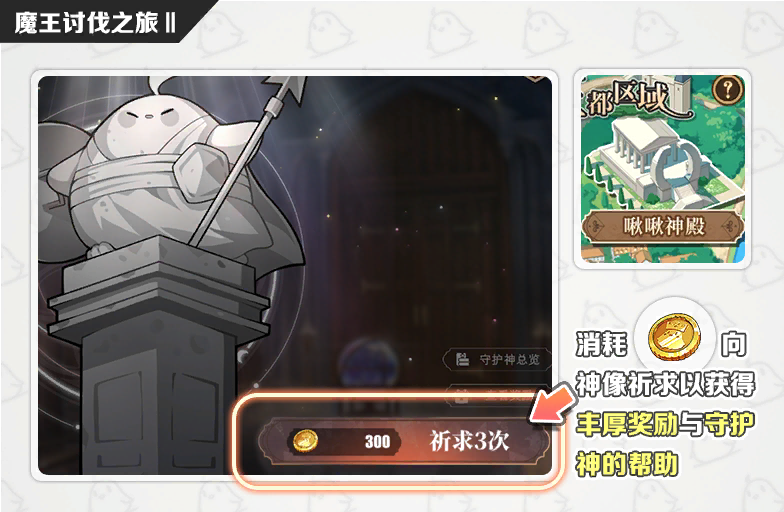 魔王讨伐之旅Ⅱ
都区域
?
啾啾神殿
守护神总览
300 祈求3次
消耗 向
神像祈求以获得
丰厚奖励与守护
神的帮助